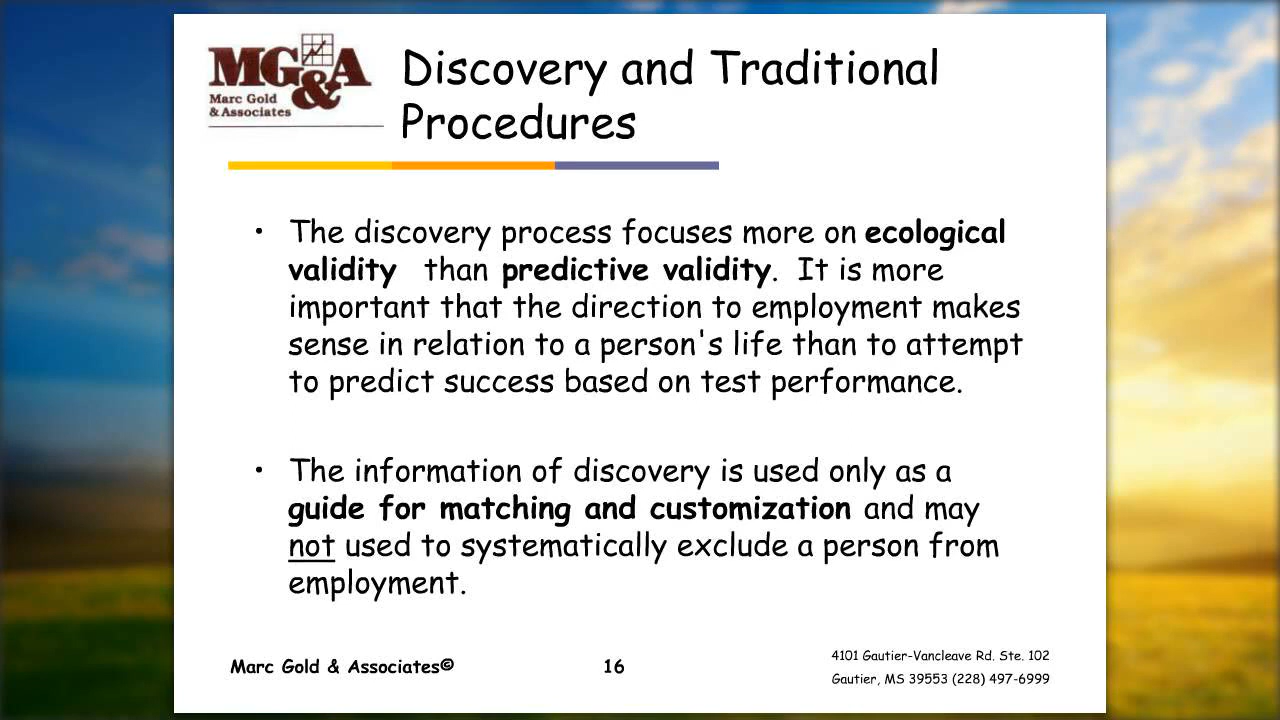 MG&A
Marc Gold
& Associates
Discovery and Traditional
Procedures
• The discovery process focuses more on ecological
validity than predictive validity. It is more
important that the direction to employment makes
sense in relation to a person's life than to attempt
to predict success based on test performance.
• The information of discovery is used only as a
guide for matching and customization and may
not used to systematically exclude a person from
employment.
Marc Gold & Associates©
16
4101 Gautier-Vancleave Rd. Ste. 102
Gautier, MS 39553 (228) 497-6999